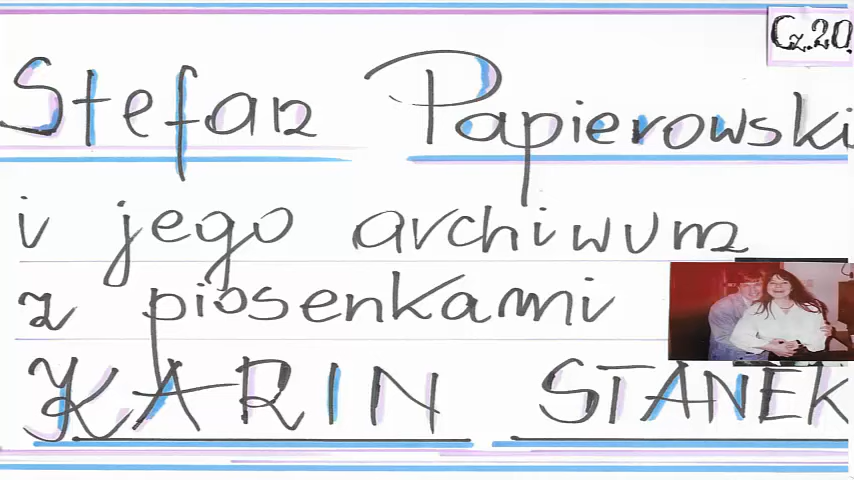 Cz.20.
Stefan Papierowski
i jego archiwum
z piosenkami
KARIN STANEK